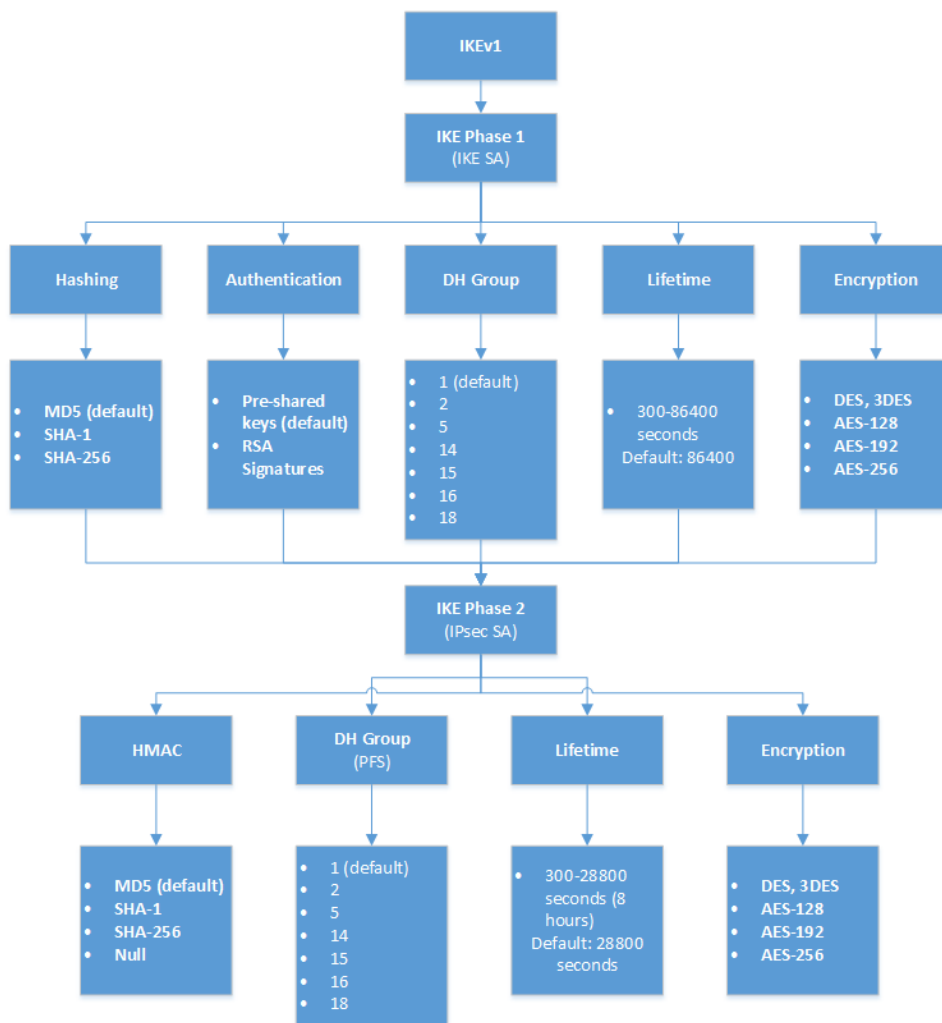 IKEv1
IKE Phase 1
(IKE SA)
Hashing
Authentication
DH Group
Lifetime
Encryption
• MD5 (default)
• SHA-1
• SHA-256
• Pre-shared
keys (default)
• RSA
Signatures
• 1 (default)
• 2
• 5
• 14
• 15
• 16
• 18
• 300-86400
seconds
Default: 86400
• DES, 3DES
• AES-128
• AES-192
• AES-256
IKE Phase 2
(IPsec SA)
HMAC
DH Group
(PFS)
Lifetime
Encryption
• MD5 (default)
• SHA-1
• SHA-256
• Null
• 1 (default)
• 2
• 5
• 14
• 15
• 16
• 18
• 300-28800
seconds (8
hours)
Default: 28800
seconds
• DES, 3DES
• AES-128
• AES-192
• AES-256